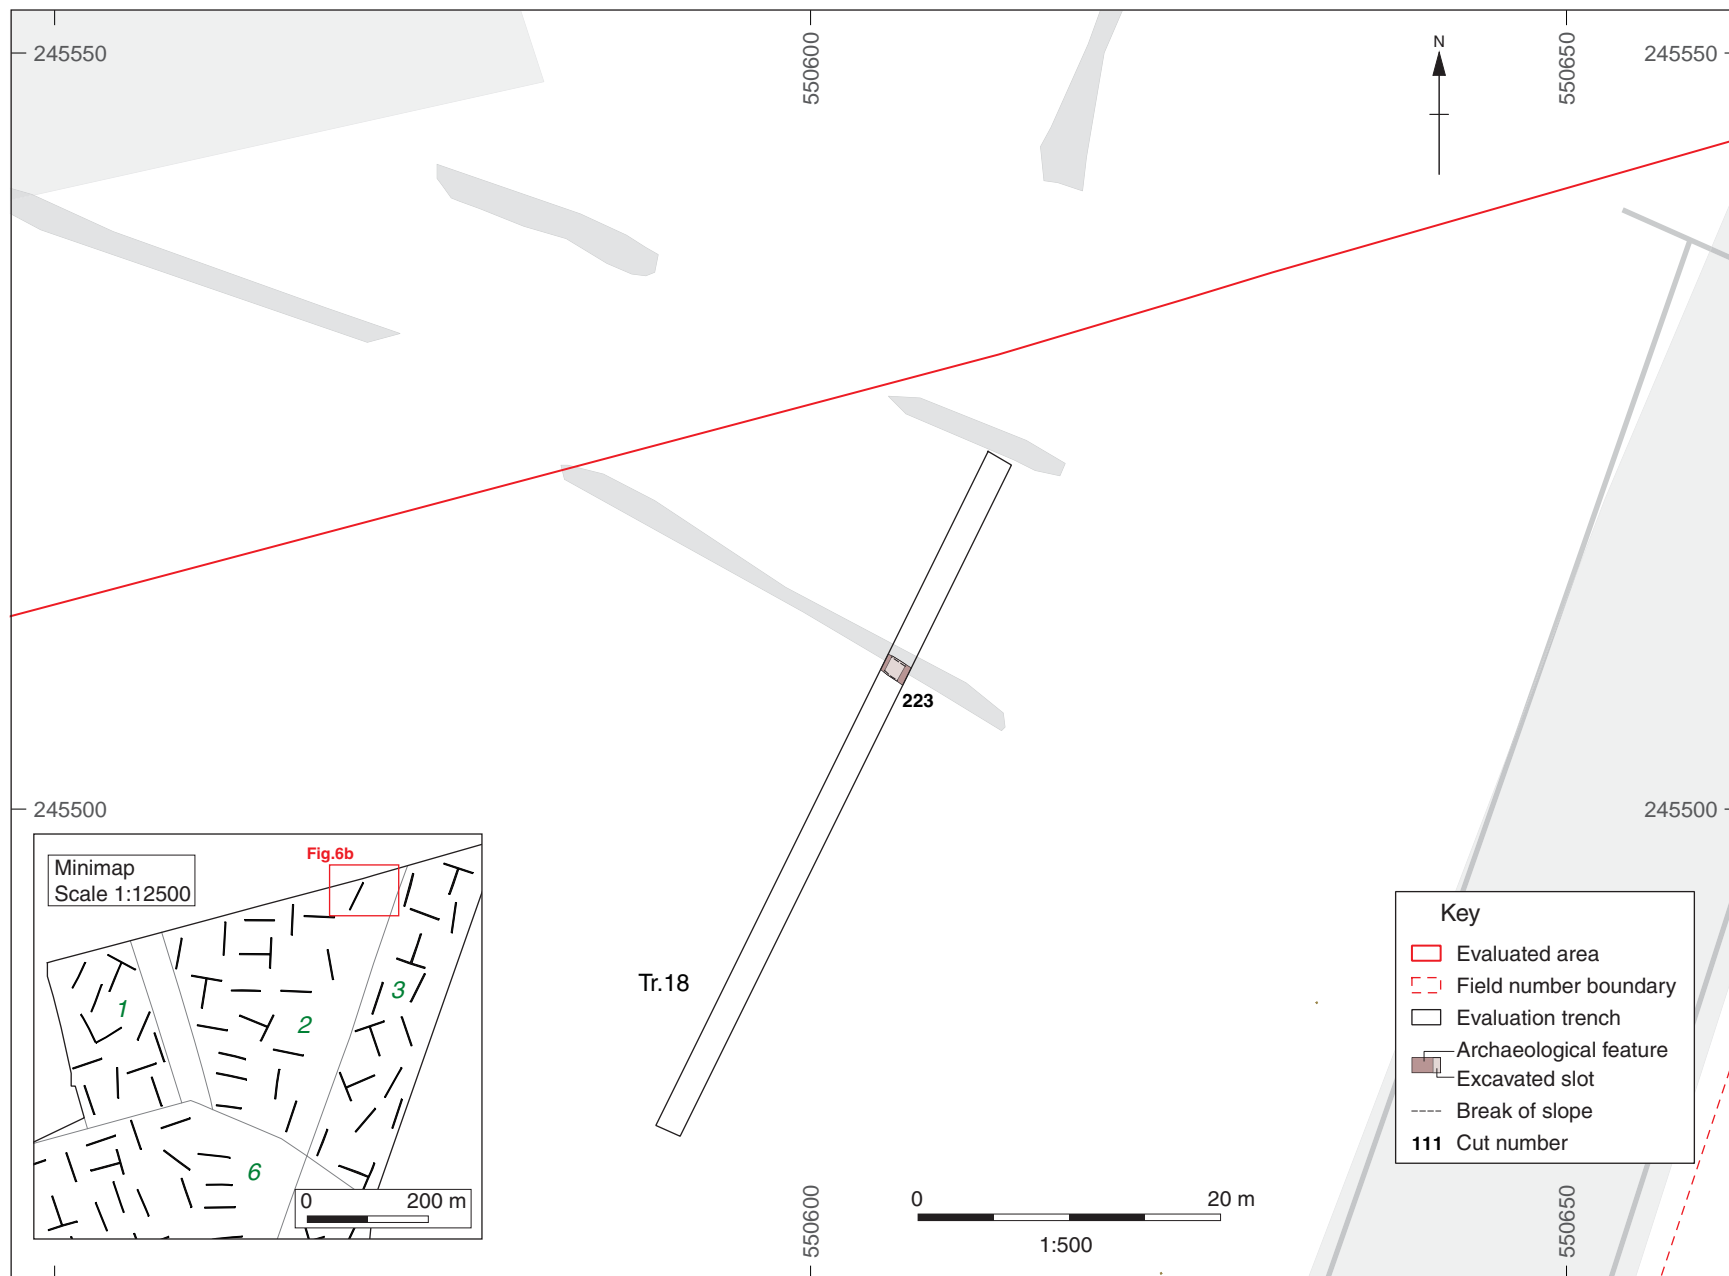 245550
550600
N
550650
245550
223
245500
245500
Minimap
Scale 1:12500
Fig.6b
1
2
3
6
0 200 m
Tr.18
Key
Evaluated area
Field number boundary
Evaluation trench
Archaeological feature
Excavated slot
Break of slope
111 Cut number
550600
0 20 m
1:500
550650